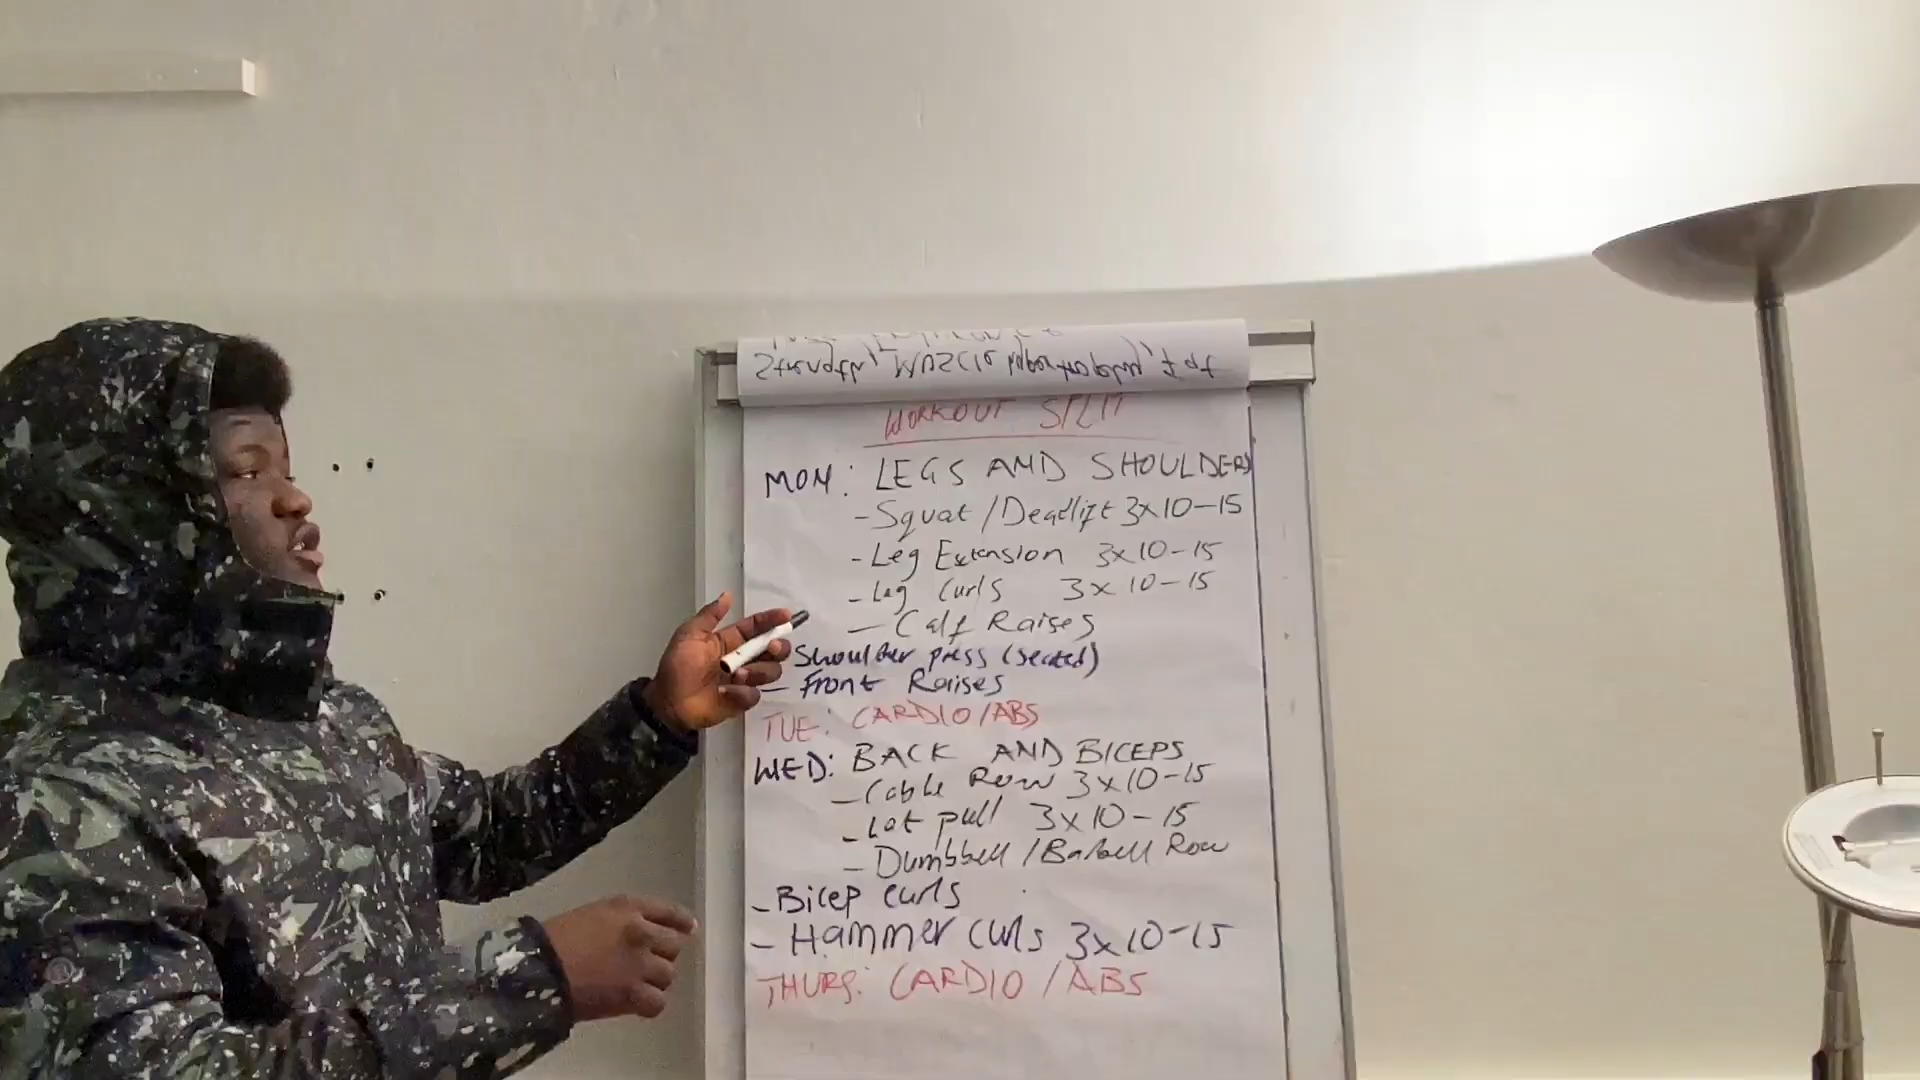 WORKOUT SPLIT
MON: LEGS AND SHOULDERS
- Squat / Deadlift 3x10-15
- Leg Extension 3x10-15
- Leg Curls 3x10-15
- Calf Raises
Shoulder press (seated)
- Front Raises
TUE: CARDIO/ABS
WED: BACK AND BICEPS
- Cable Row 3x10-15
- Lat pull 3x10-15
- Dumbbell / Barbell Row
- Bicep curls
- Hammer curls 3x10-15
THURS: CARDIO / ABS